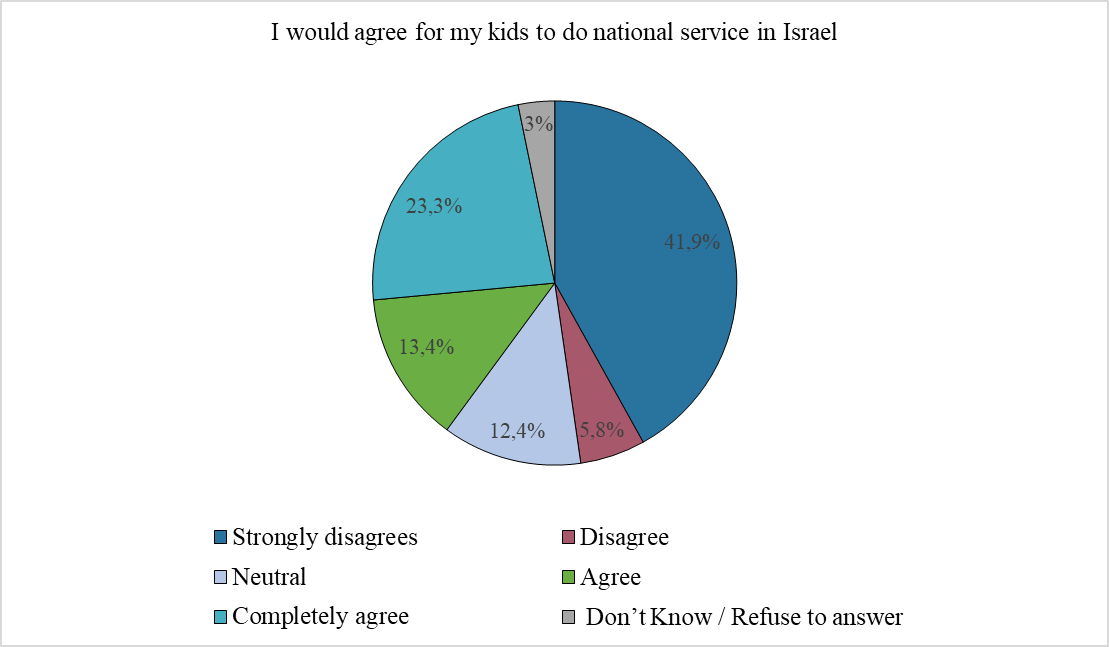 I would agree for my kids to do national service in Israel
3%
23,3%
41,9%
13,4%
12,4%
5,8%
Strongly disagrees
Disagree
Neutral
Agree
Completely agree
Don’t Know / Refuse to answer